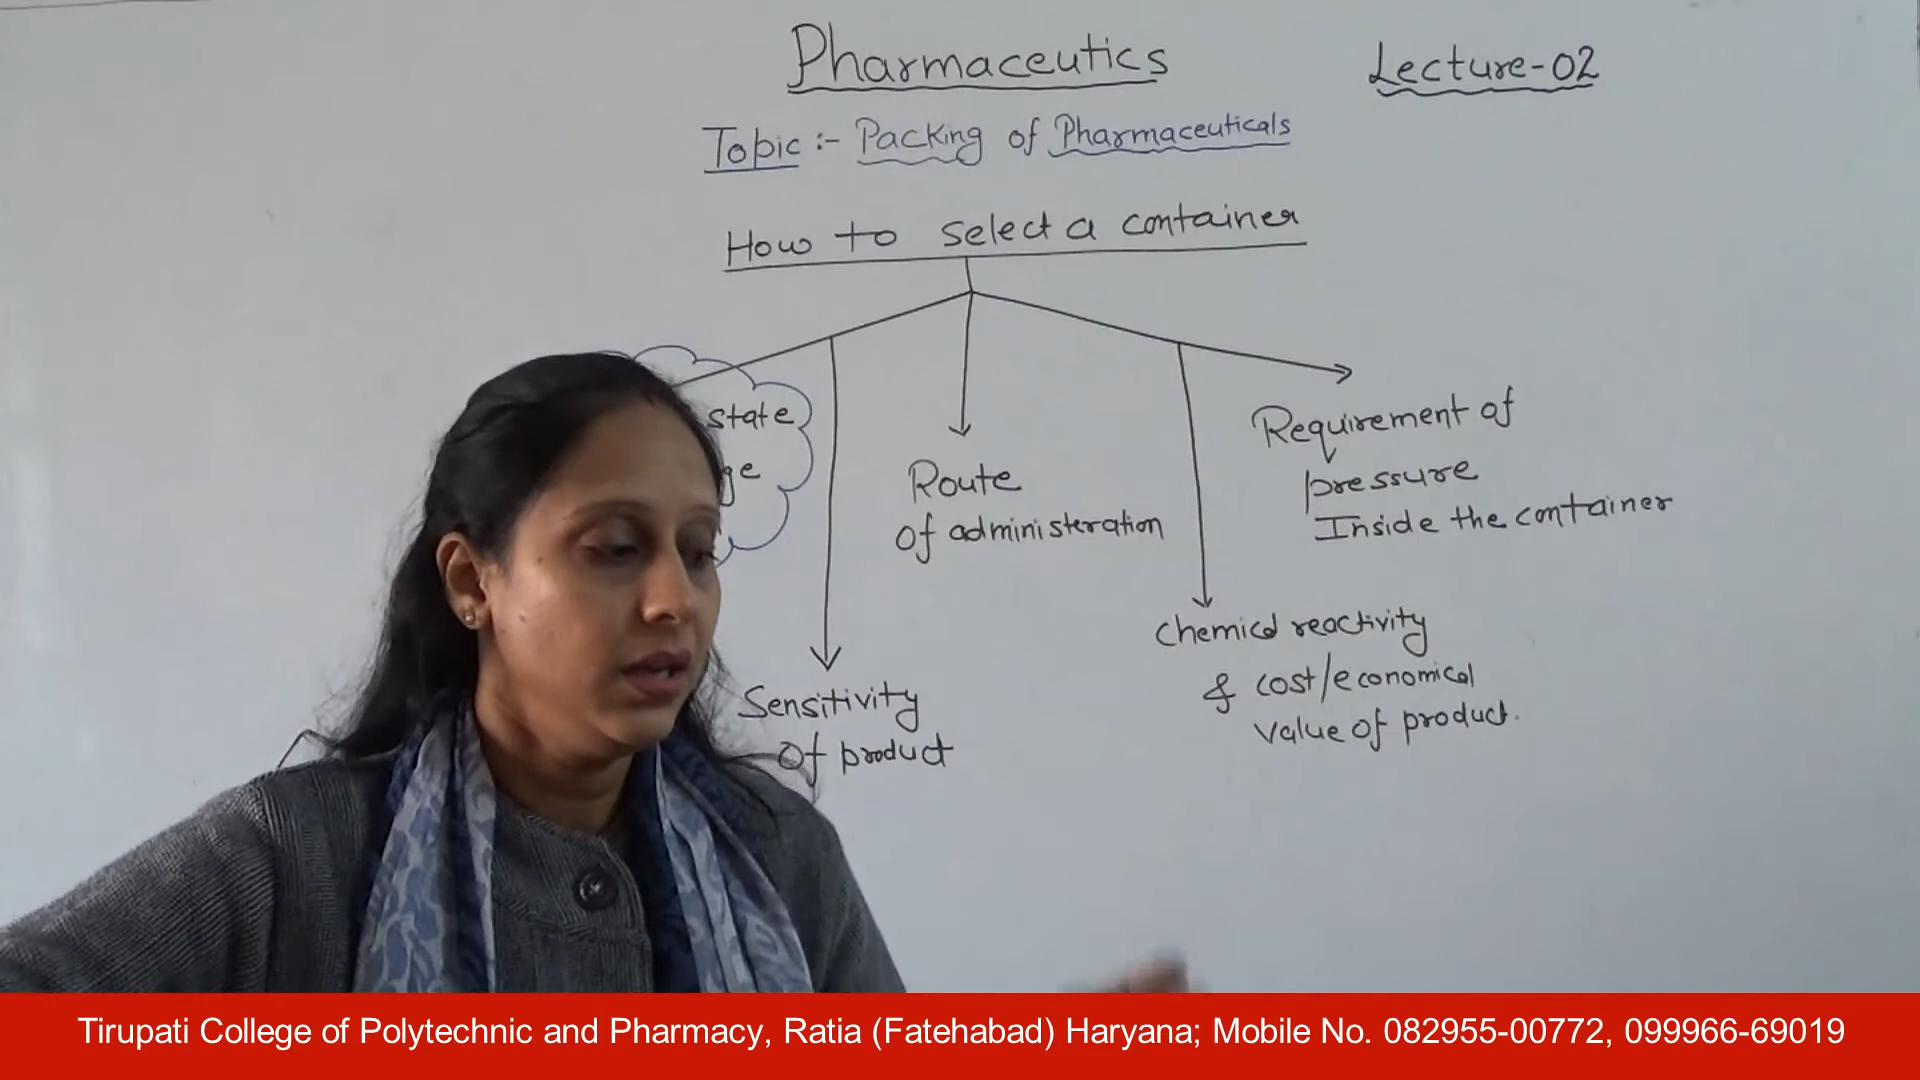 Pharmaceutics
Lecture-02
Topic :- Packing of Pharmaceuticals
How to select a container
state
Route
of administeration
Requirement of
pressure
Inside the container
Sensitivity
of product
Chemical reactivity
& cost/economical
value of product.
Tirupati College of Polytechnic and Pharmacy, Ratia (Fatehabad) Haryana; Mobile No. 082955-00772, 099966-69019